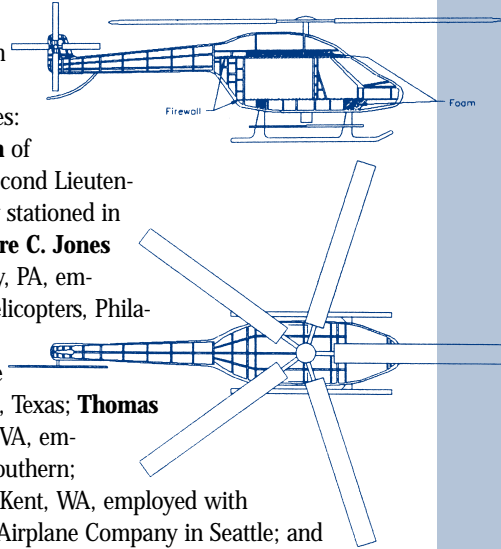 n
es:
of
cond Lieuten-
stationed in
re C. Jones
y, PA, em-
elicopters, Phila-
e
, Texas; Thomas
VA, em-
outhern;
Kent, WA, employed with
Airplane Company in Seattle; and
Firewall
Foam